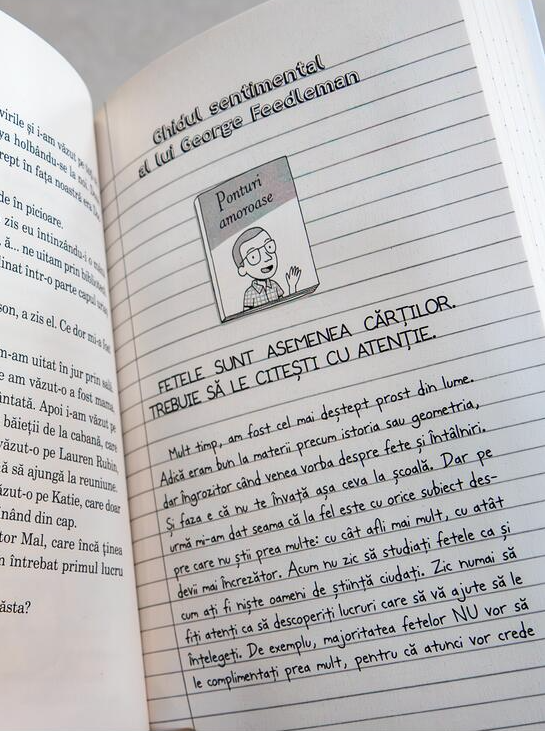 virile și i-am văzut pe
holbându-se la noi.
rept în fața noastră era
de în picioare.
zis eu întinzându-i o
ă... ne uitam prin
inat într-o parte capul
son, a zis el. Ce dor mi-a fost
m-am uitat în jur prin sală
e am văzut-o a fost mama
ântată. Apoi i-am văzut pe
băieții de la cabană, care
văzut-o pe Lauren Rubin,
ă să ajungă la reuniune.
ăzut-o pe Katie, care doar
inând din cap.
tor Mal, care încă ținea
n întrebat primul lucru
ăsta?
Ghidul sentimental
al lui George Feedleman
Ponturi
amoroase
FETELE SUNT ASEMENEA CĂRȚILOR.
TREBUIE SĂ LE CITEȘTI CU ATENȚIE.
Mult timp, am fost cel mai deștept prost din lume.
Adică eram bun la materii precum istoria sau geometria,
dar îngrozitor când venea vorba despre fete și întâlniri.
Și faza e că nu te învață așa ceva la școală. Dar pe
urmă mi-am dat seama că la fel este cu orice subiect des-
pre care nu știi prea multe: cu cât afli mai mult, cu atât
devii mai încrezător. Acum nu zic să studiați fetele ca și
cum ați fi niște oameni de știință ciudați. Zic numai să
fiți atenți ca să descoperiți lucruri care să vă ajute să le
înțelegeți. De exemplu, majoritatea fetelor NU vor să
le complimentați prea mult, pentru că atunci vor crede